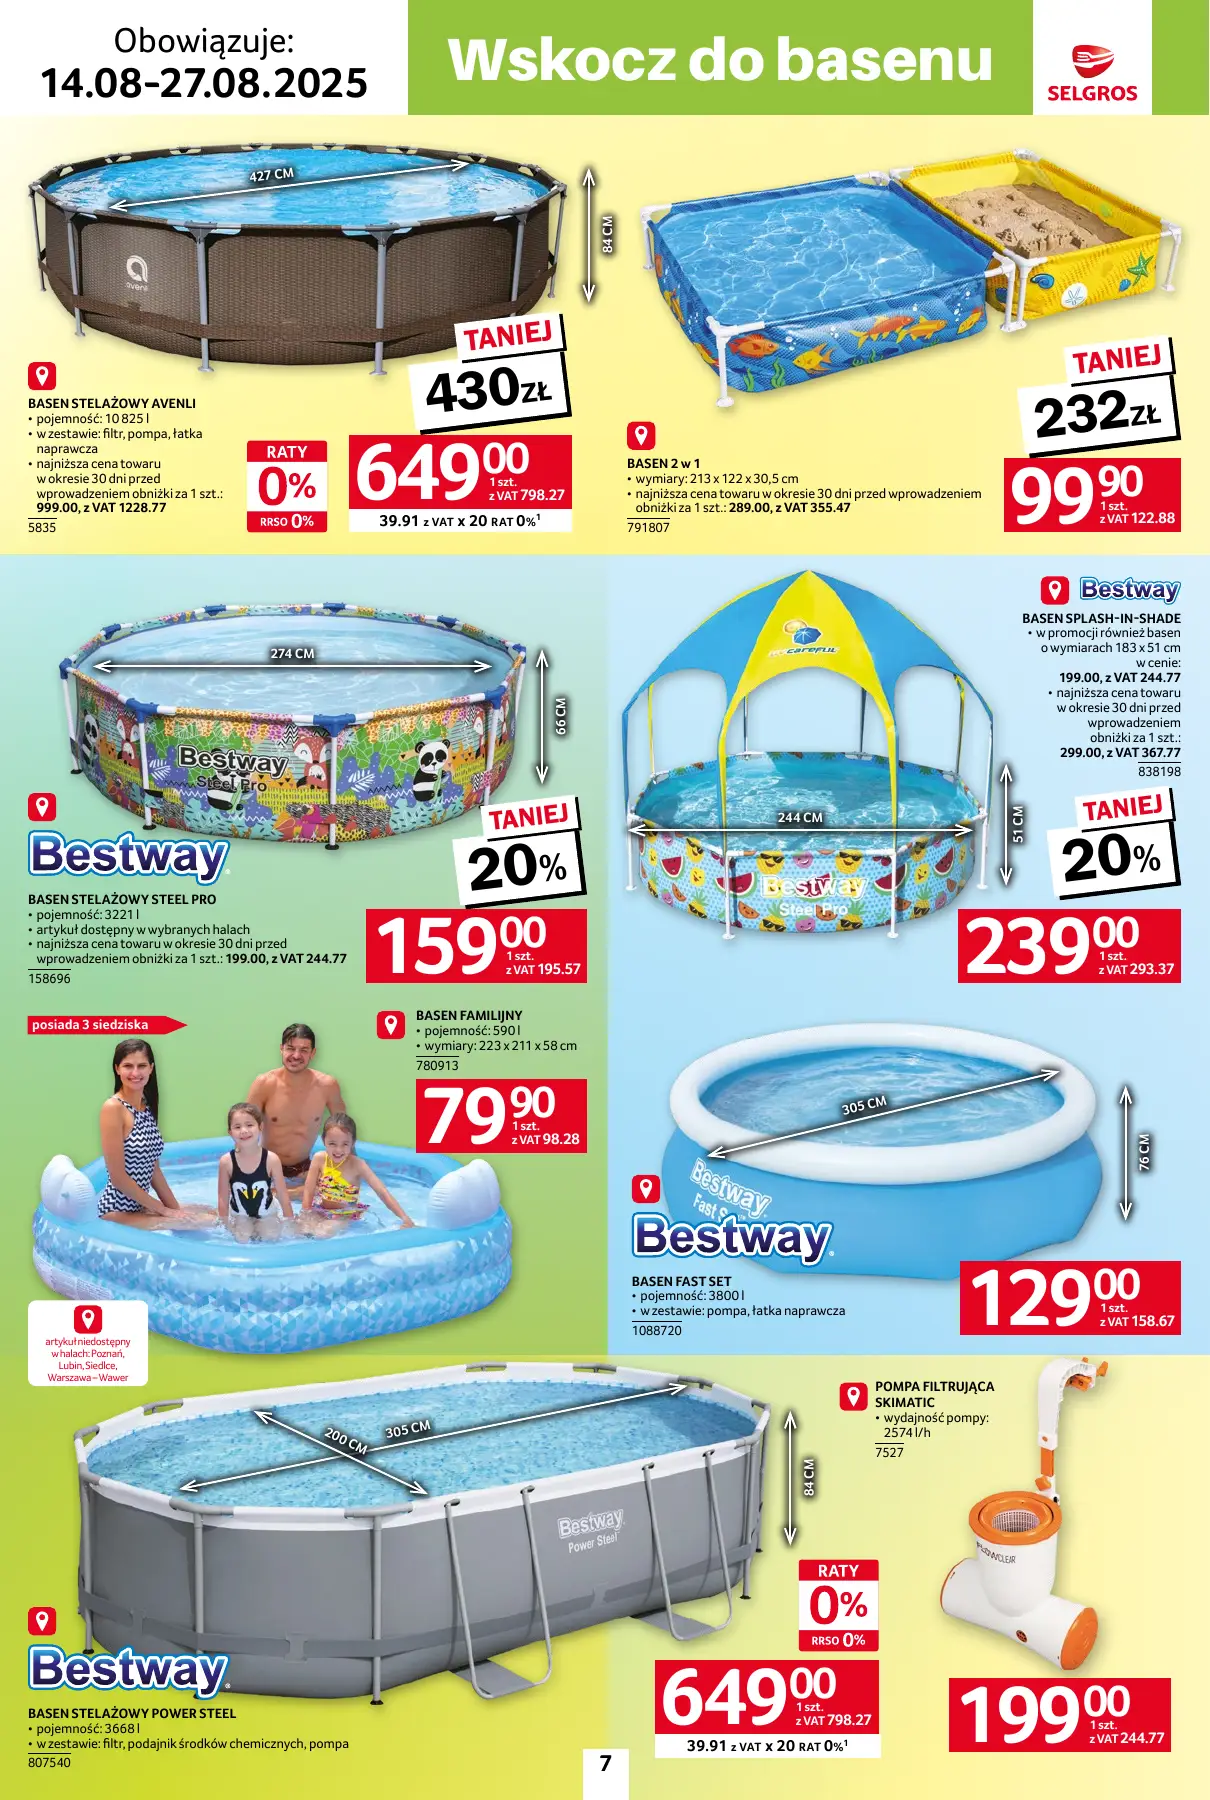 Obowiązuje:
14.08-27.08.2025
Wskocz do basenu
SELGROS
427 CM
84 CM
avenli
TANIEJ
430 ZŁ
BASEN STELAŻOWY AVENLI
• pojemność: 10 825 l
• w zestawie: filtr, pompa, łatka
naprawcza
• najniższa cena towaru
w okresie 30 dni przed
wprowadzeniem obniżki za 1 szt.:
999.00, z VAT 1228.77
5835
RATY
0%
RRSO 0%
649 00
1 szt.
z VAT 798.27
39.91 z VAT x 20 RAT 0%¹
TANIEJ
232 ZŁ
BASEN 2 w 1
• wymiary: 213 x 122 x 30,5 cm
• najniższa cena towaru w okresie 30 dni przed wprowadzeniem
obniżki za 1 szt.: 289.00, z VAT 355.47
791807
99 90
1 szt.
z VAT 122.88
274 CM
66 CM
Bestway
Steel Pro
TANIEJ
20%
Bestway
BASEN STELAŻOWY STEEL PRO
• pojemność: 3221 l
• artykuł dostępny w wybranych halach
• najniższa cena towaru w okresie 30 dni przed
wprowadzeniem obniżki za 1 szt.: 199.00, z VAT 244.77
158696
159 00
1 szt.
z VAT 195.57
Bestway
BASEN SPLASH-IN-SHADE
• w promocji również basen
o wymiarach 183 x 51 cm
w cenie:
199.00, z VAT 244.77
• najniższa cena towaru
w okresie 30 dni przed
wprowadzeniem
obniżki za 1 szt.:
299.00, z VAT 367.77
838198
CAREFUL
244 CM
51 CM
Bestway
Steel Pro
TANIEJ
20%
239 00
1 szt.
z VAT 293.37
posiada 3 siedziska
BASEN FAMILIJNY
• pojemność: 590 l
• wymiary: 223 x 211 x 58 cm
780913
79 90
1 szt.
z VAT 98.28
artykuł niedostępny
w halach: Poznań,
Lubin, Siedlce,
Warszawa – Wawer
305 CM
76 CM
Bestway
Fast Set
Bestway
BASEN FAST SET
• pojemność: 3800 l
• w zestawie: pompa, łatka naprawcza
1088720
129 00
1 szt.
z VAT 158.67
200 CM
305 CM
84 CM
Bestway
Power Steel
Bestway
BASEN STELAŻOWY POWER STEEL
• pojemność: 3668 l
• w zestawie: filtr, podajnik środków chemicznych, pompa
807540
RATY
0%
RRSO 0%
649 00
1 szt.
z VAT 798.27
39.91 z VAT x 20 RAT 0%¹
POMPA FILTRUJĄCA
SKIMATIC
• wydajność pompy:
2574 l/h
7527
FLOWCLEAR
199 00
1 szt.
z VAT 244.77
7